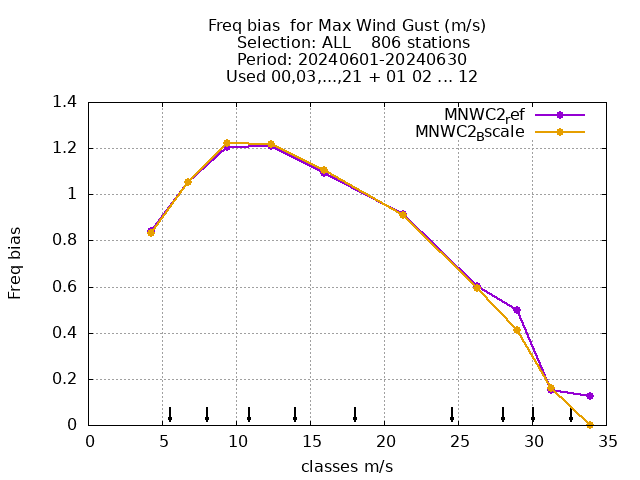 Freq bias  for Max Wind Gust (m/s)
Selection: ALL    806 stations
Period: 20240601-20240630
Used 00,03,...,21 + 01 02 ... 12
MNWC2_ref
MNWC2_Bscale
1.4
1.2
1
0.8
0.6
0.4
0.2
0
Freq bias
0 5 10 15 20 25 30 35
classes m/s